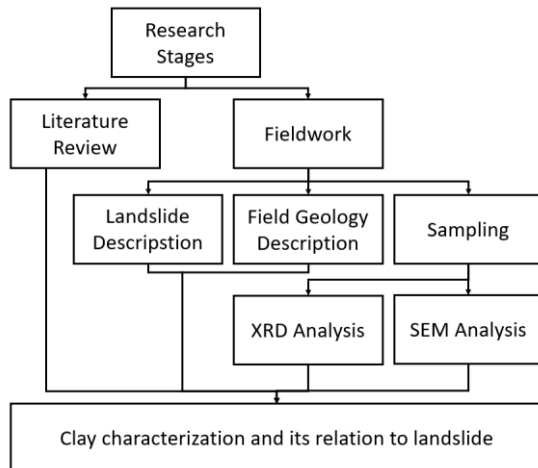 Research
Stages
Literature
Review
Fieldwork
Landslide
Descripstion
Field Geology
Description
Sampling
XRD Analysis
SEM Analysis
Clay characterization and its relation to landslide